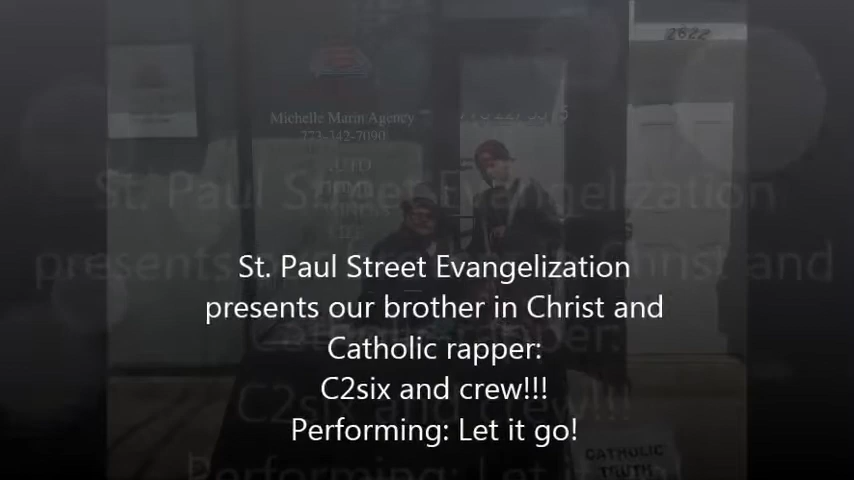 2822
Michelle Marin Agency
773-342-7090
St. Paul Street Evangelization
presents our brother in Christ and
Catholic rapper:
C2six and crew!!!
Performing: Let it go!
CATHOLIC
TRUTH